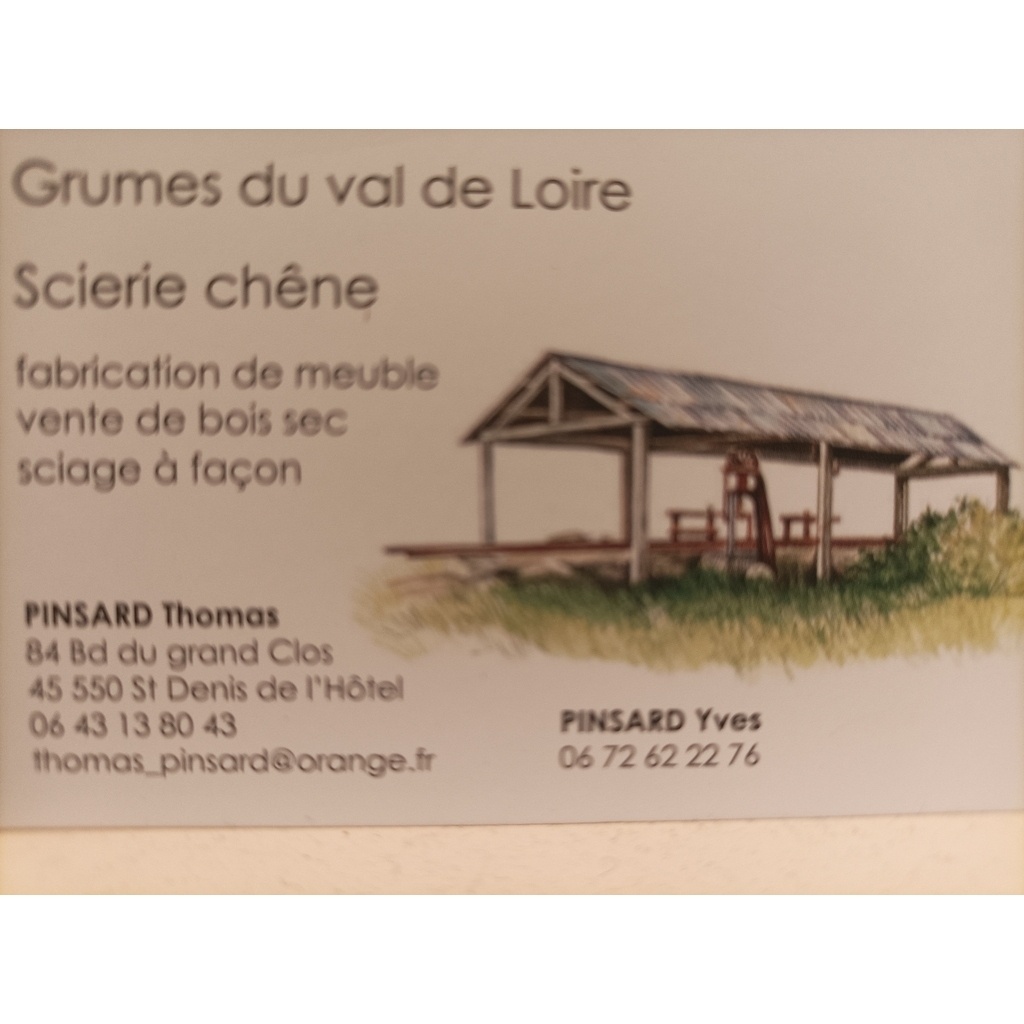 Grumes du val de Loire
Scierie chêne
fabrication de meuble
vente de bois sec
sciage à façon
PINSARD Thomas
84 Bd du grand Clos
45 550 St Denis de l'Hôtel
06 43 13 80 43
thomas_pinsard@orange.fr
PINSARD Yves
06 72 62 22 76